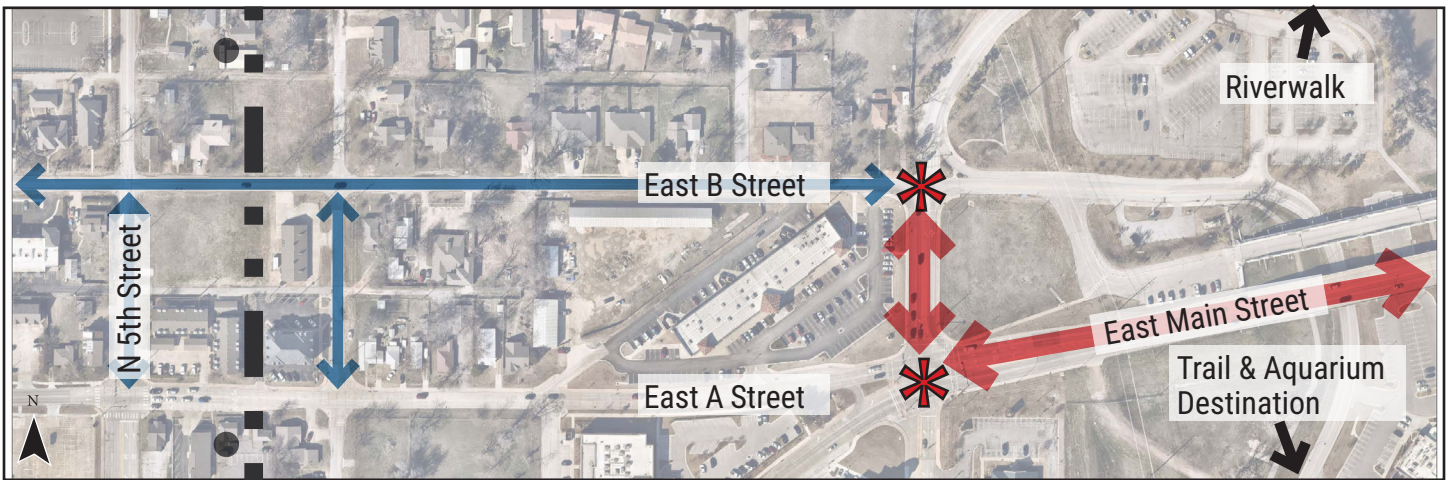 Riverwalk
East B Street
N 5th Street
East Main Street
Trail & Aquarium
Destination
East A Street
N